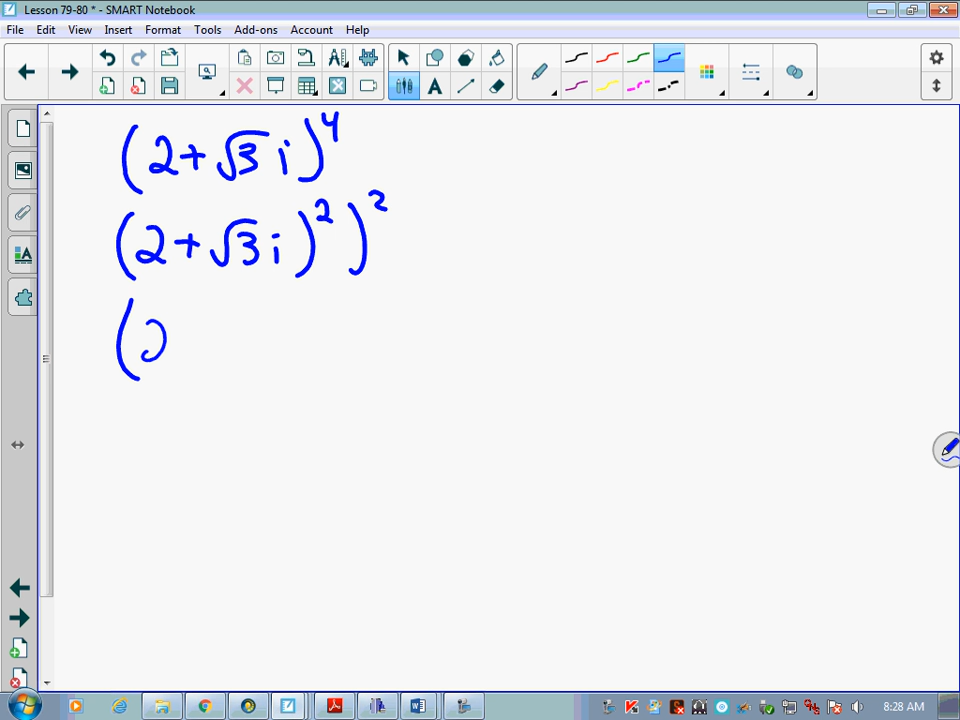 Lesson 79-80 * - SMART Notebook
File Edit View Insert Format Tools Add-ons Account Help
(2+√3 i)^4
(2+√3 i)^2 )^2
(
8:28 AM